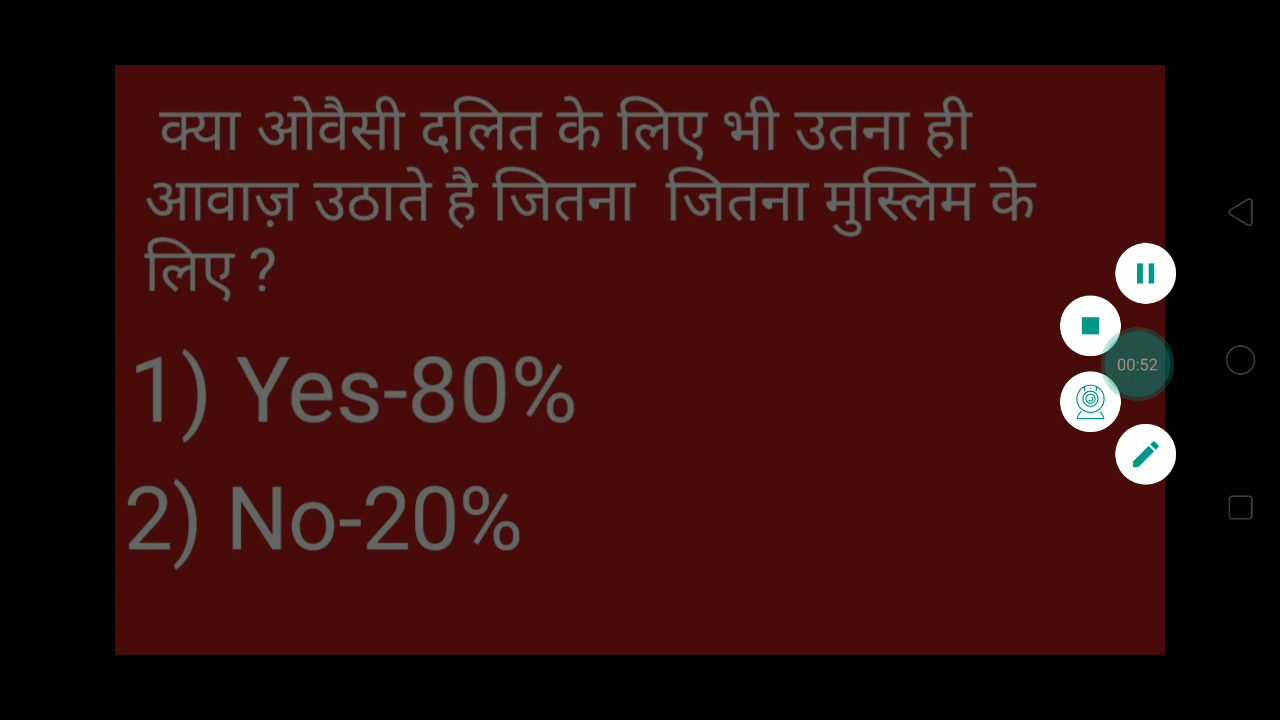 क्या ओवैसी दलित के लिए भी उतना ही
आवाज़ उठाते है जितना जितना मुस्लिम के
लिए ?
1) Yes-80%
2) No-20%
00:52